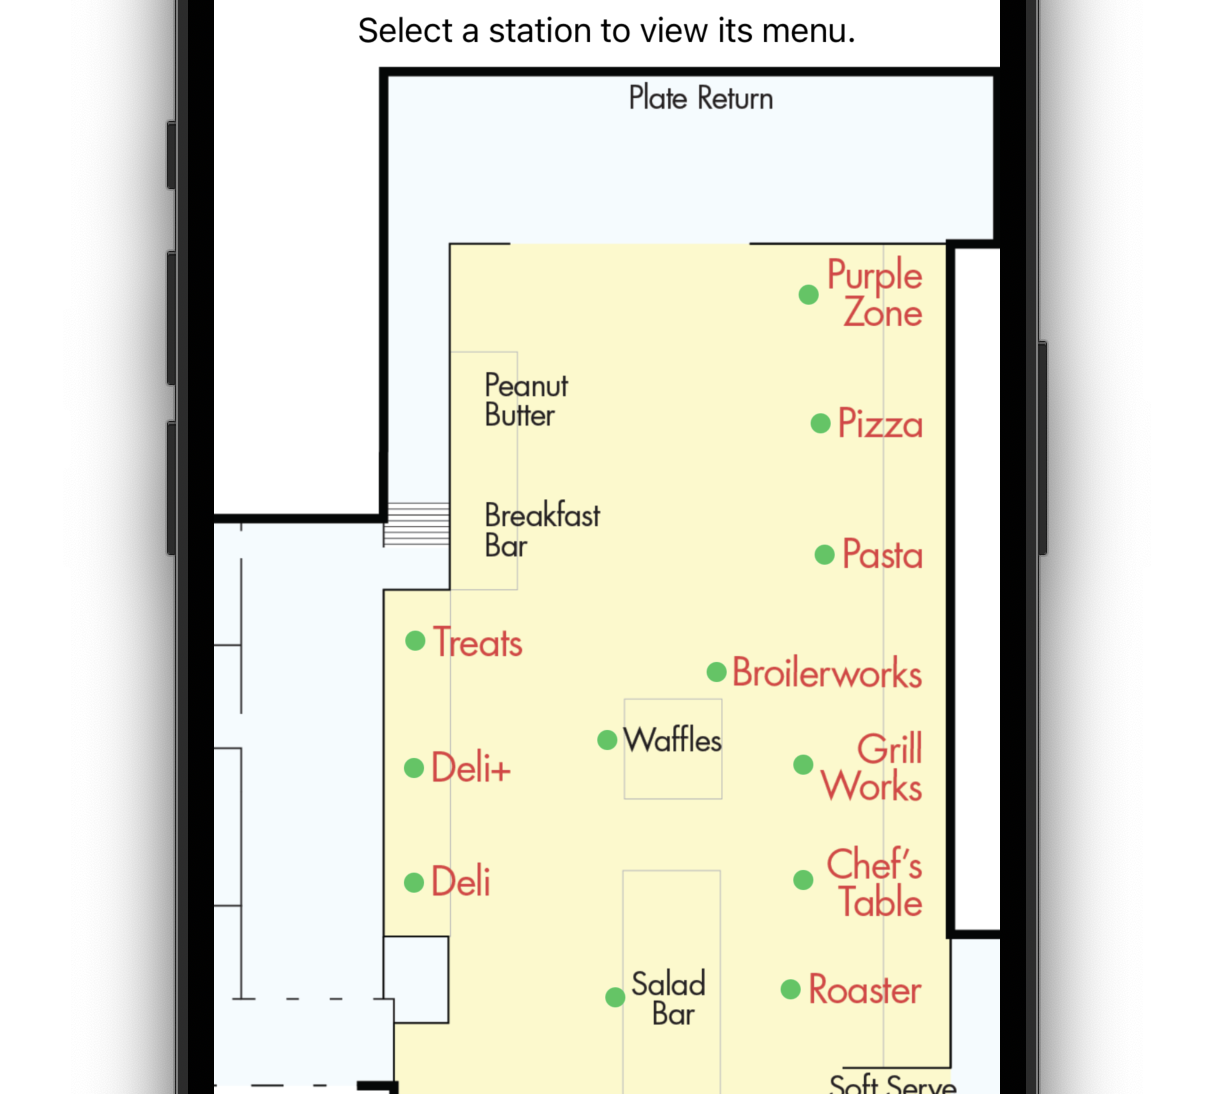 Select a station to view its menu.
Plate Return
Purple
Zone
Peanut
Butter
Pizza
Breakfast
Bar
Pasta
Treats
Broilerworks
Waffles
Grill
Works
Deli+
Chef's
Table
Deli
Salad
Bar
Roaster
Soft Serve